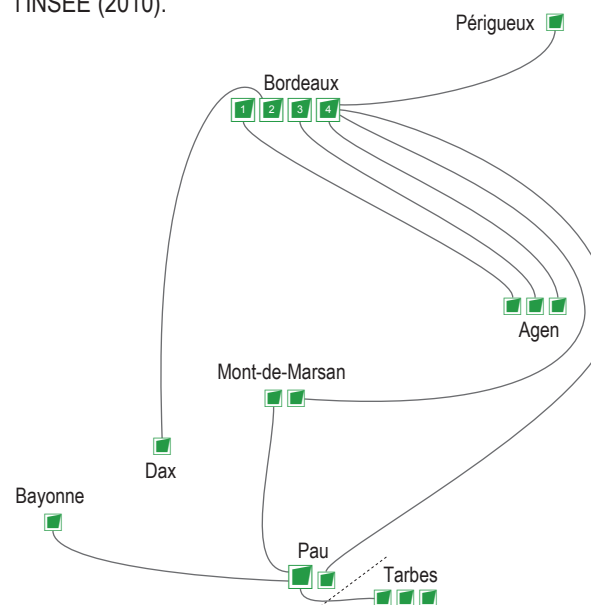 l'INSEE (2010).
Périgueux
Bordeaux
1 2 3 4
Agen
Mont-de-Marsan
Dax
Bayonne
Pau
Tarbes